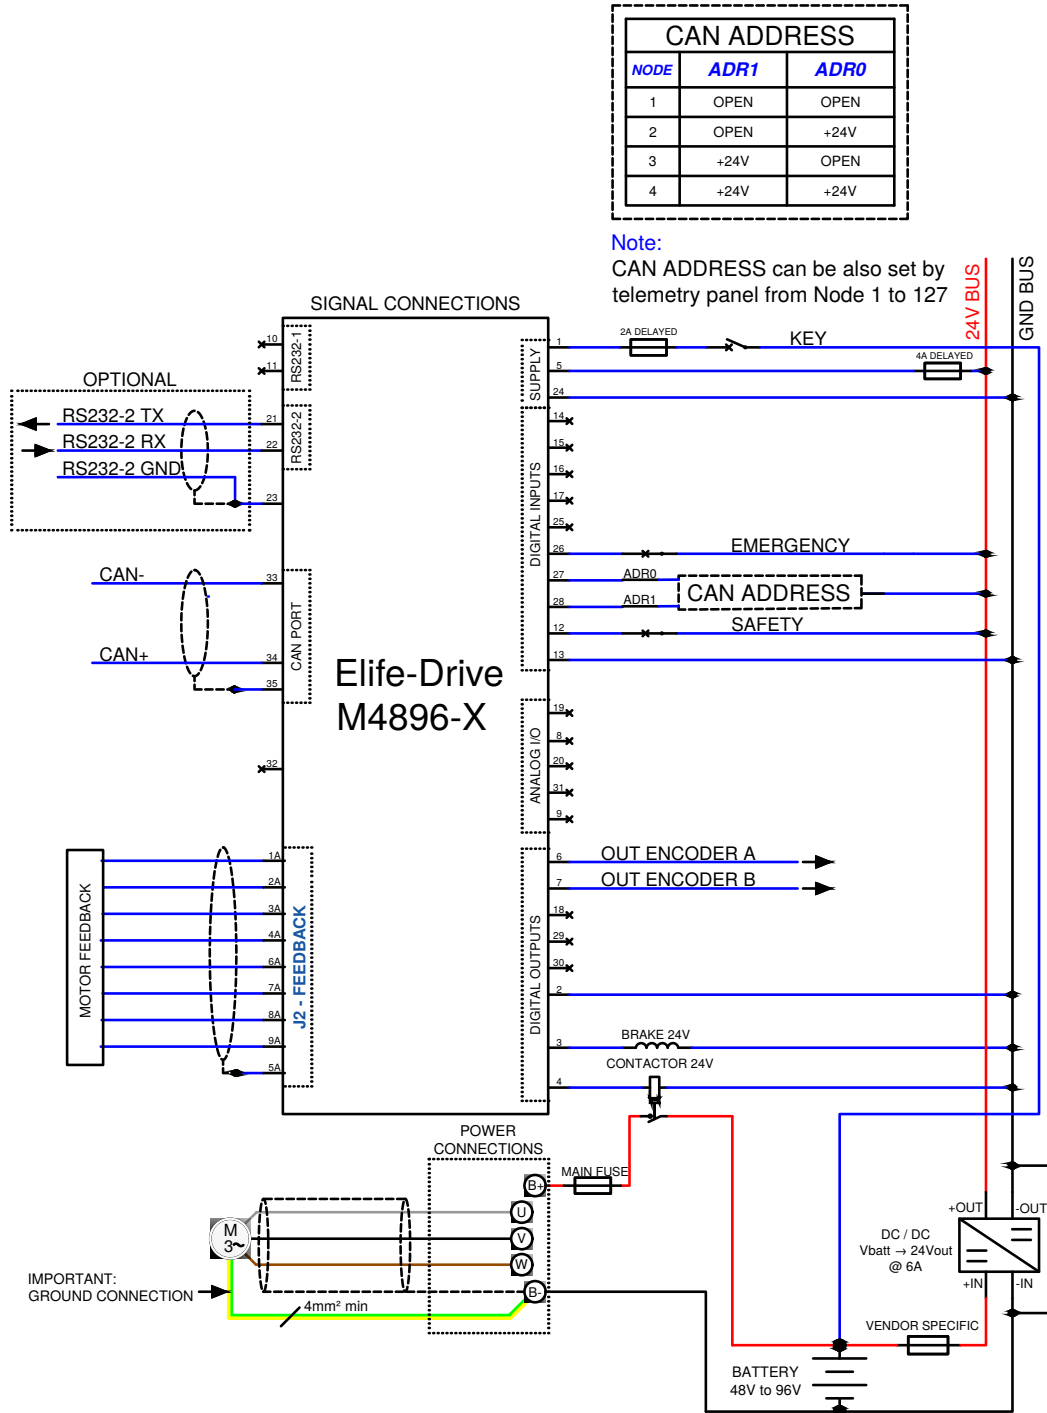 CAN ADDRESS
NODE ADR1 ADR0
1 OPEN OPEN
2 OPEN +24V
3 +24V OPEN
4 +24V +24V
Note:
CAN ADDRESS can be also set by
telemetry panel from Node 1 to 127
24V BUS
GND BUS
SIGNAL CONNECTIONS
10
11
RS232-1
OPTIONAL
RS232-2 TX
RS232-2 RX
RS232-2 GND
21
22
23
RS232-2
CAN-
CAN+
33
34
35
CAN PORT
32
Elife-Drive
M4896-X
MOTOR FEEDBACK
1A
2A
3A
4A
6A
7A
8A
9A
5A
J2 - FEEDBACK
SUPPLY
1
5
24
2A DELAYED
KEY
4A DELAYED
DIGITAL INPUTS
14
15
16
17
25
26
27
28
12
13
EMERGENCY
ADR0
ADR1
CAN ADDRESS
SAFETY
ANALOG I/O
19
8
20
31
9
DIGITAL OUTPUTS
6
7
18
29
30
2
3
4
OUT ENCODER A
OUT ENCODER B
BRAKE 24V
CONTACTOR 24V
POWER
CONNECTIONS
B+
U
V
W
B-
MAIN FUSE
M
3~
IMPORTANT:
GROUND CONNECTION
4mm² min
+OUT
-OUT
DC / DC
Vbatt → 24Vout
@ 6A
+IN
-IN
VENDOR SPECIFIC
BATTERY
48V to 96V